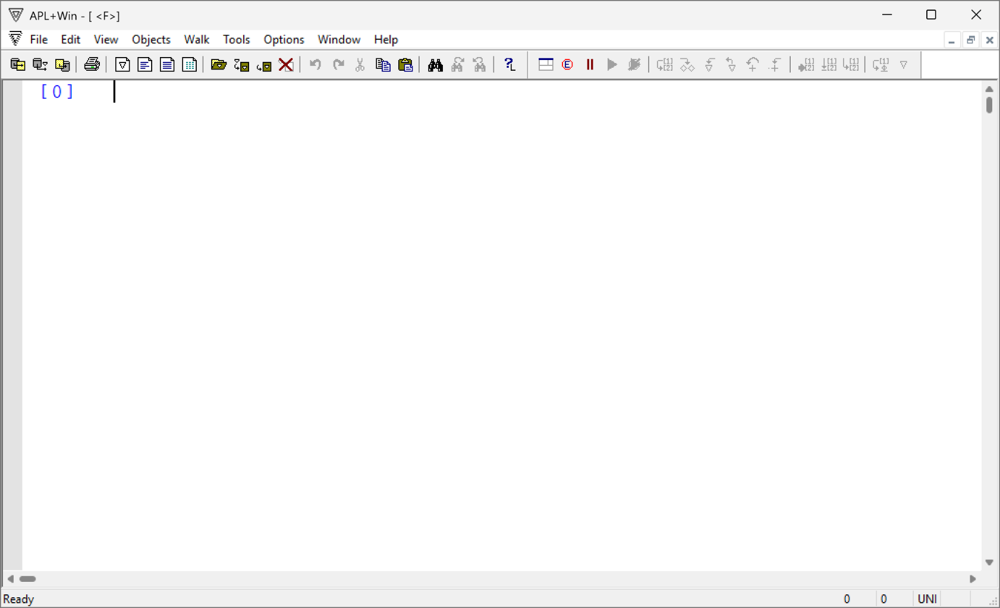 APL+Win - [ <F>]
File Edit View Objects Walk Tools Options Window Help
[0]
Ready 0 0 UNI